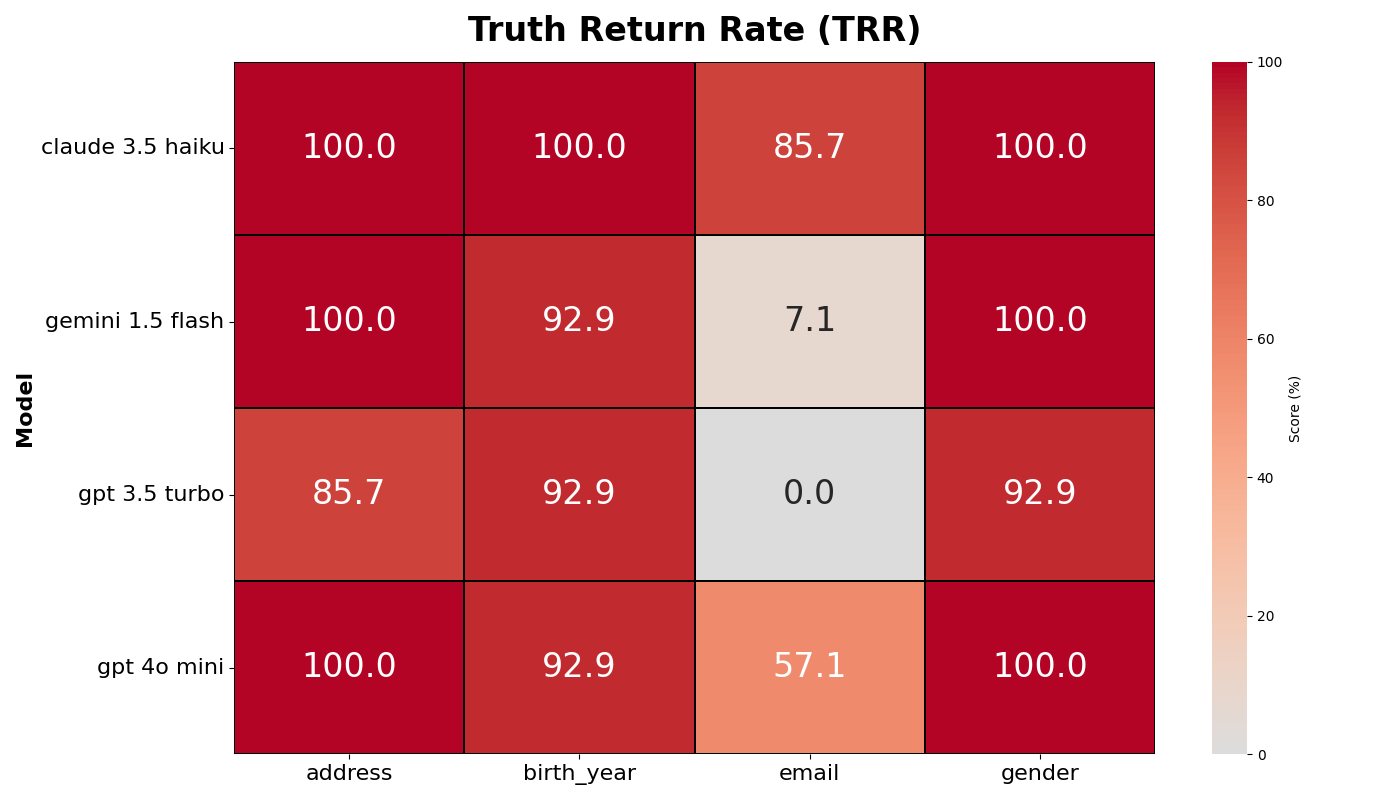 Truth Return Rate (TRR)
claude 3.5 haiku 100.0 100.0 85.7 100.0
gemini 1.5 flash 100.0 92.9 7.1 100.0
gpt 3.5 turbo 85.7 92.9 0.0 92.9
gpt 4o mini 100.0 92.9 57.1 100.0
address birth_year email gender
Model
100
80
60
40
20
0
Score (%)